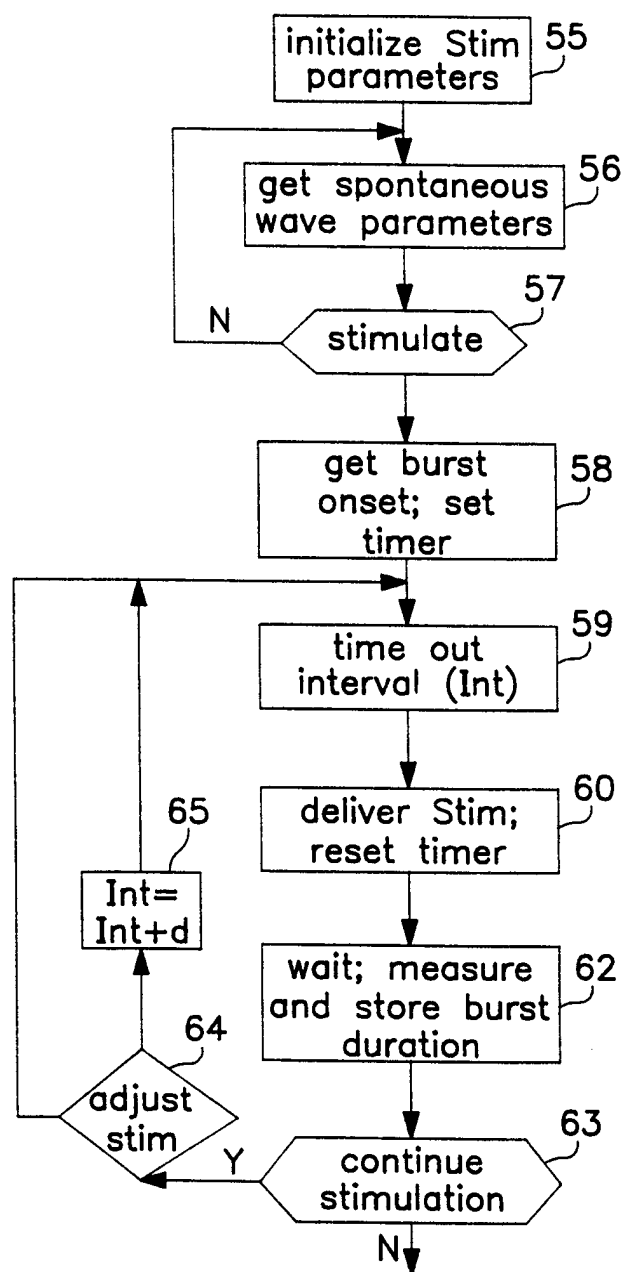 initialize Stim
parameters
55
get spontaneous
wave parameters
56
stimulate
57
N
get burst
onset; set
timer
58
time out
interval (Int)
59
deliver Stim;
reset timer
60
65
Int=
Int+d
wait; measure
and store burst
duration
62
64
adjust
stim
Y
continue
stimulation
63
N